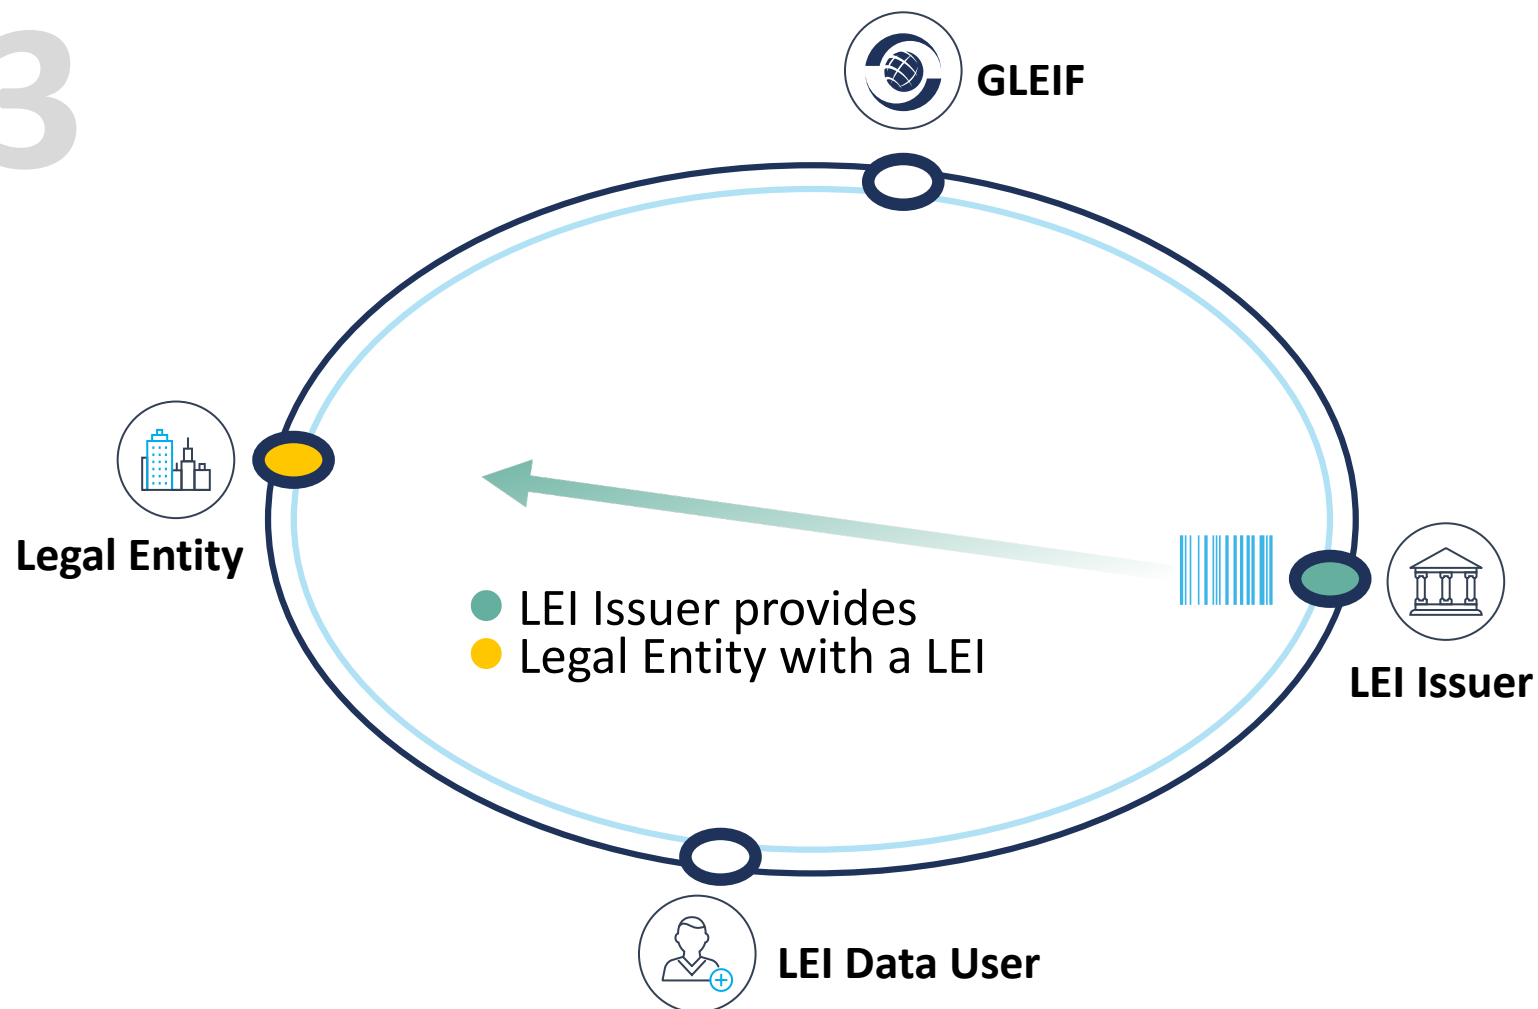 3
GLEIF
Legal Entity
LEI Issuer provides
Legal Entity with a LEI
LEI Issuer
LEI Data User